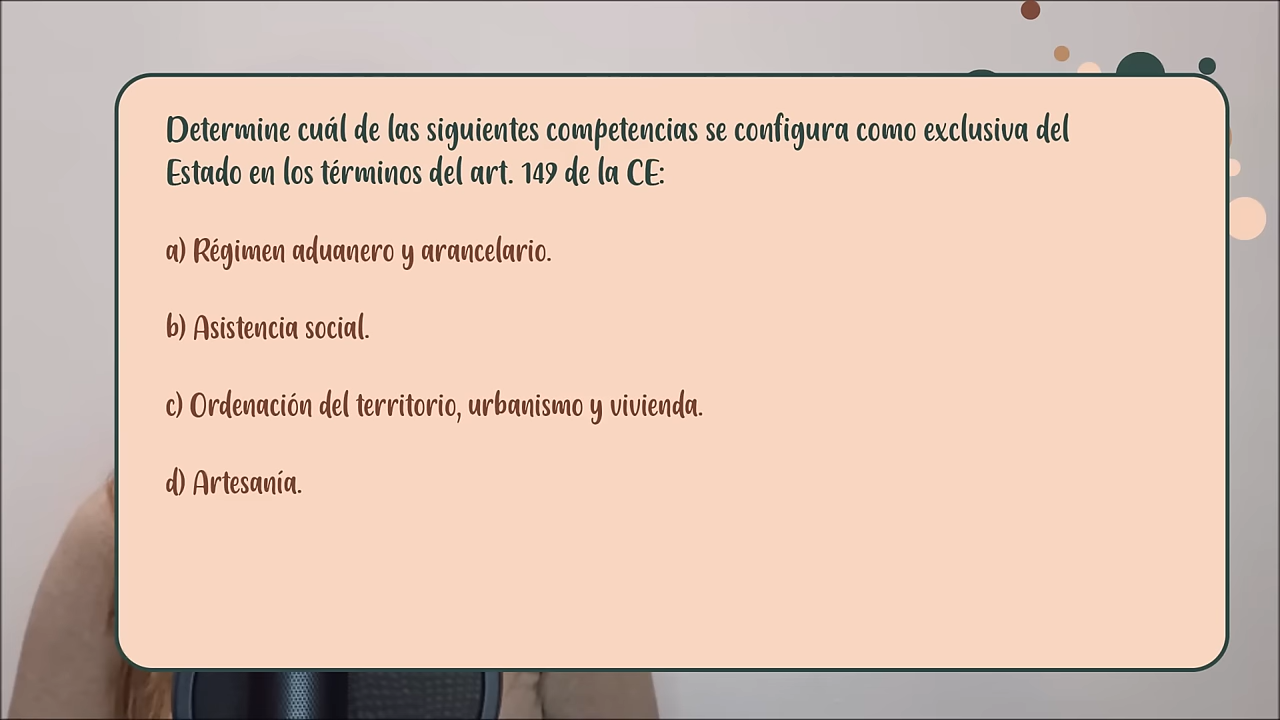 Determine cuál de las siguientes competencias se configura como exclusiva del
Estado en los términos del art. 149 de la CE:
a) Régimen aduanero y arancelario.
b) Asistencia social.
c) Ordenación del territorio, urbanismo y vivienda.
d) Artesanía.